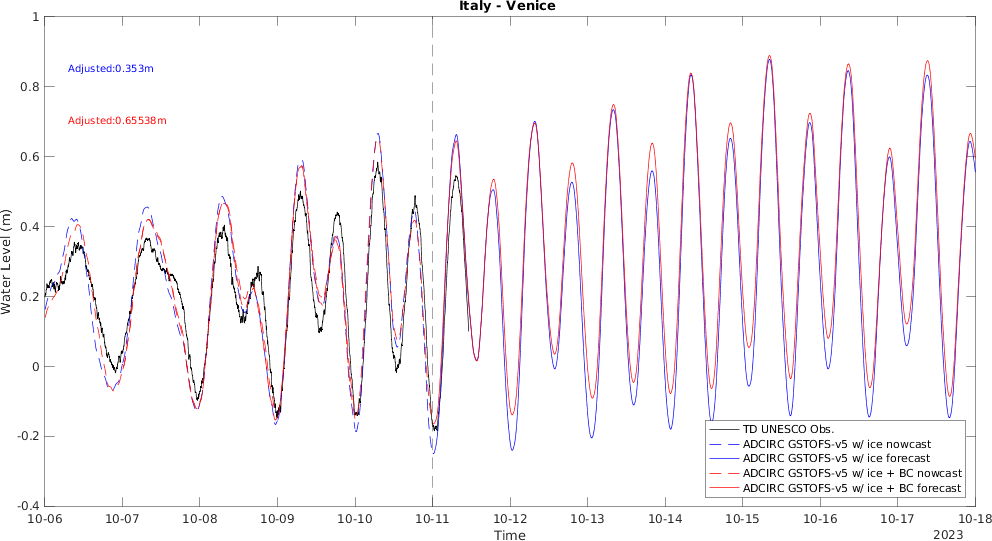 Italy - Venice
1
0.8
0.6
0.4
0.2
0
-0.2
-0.4
Water Level (m)
Adjusted:0.353m
Adjusted:0.65538m
TD UNESCO Obs.
ADCIRC GSTOFS-v5 w/ ice nowcast
ADCIRC GSTOFS-v5 w/ ice forecast
ADCIRC GSTOFS-v5 w/ ice + BC nowcast
ADCIRC GSTOFS-v5 w/ ice + BC forecast
10-06 10-07 10-08 10-09 10-10 10-11 10-12 10-13 10-14 10-15 10-16 10-17 10-18
Time
2023